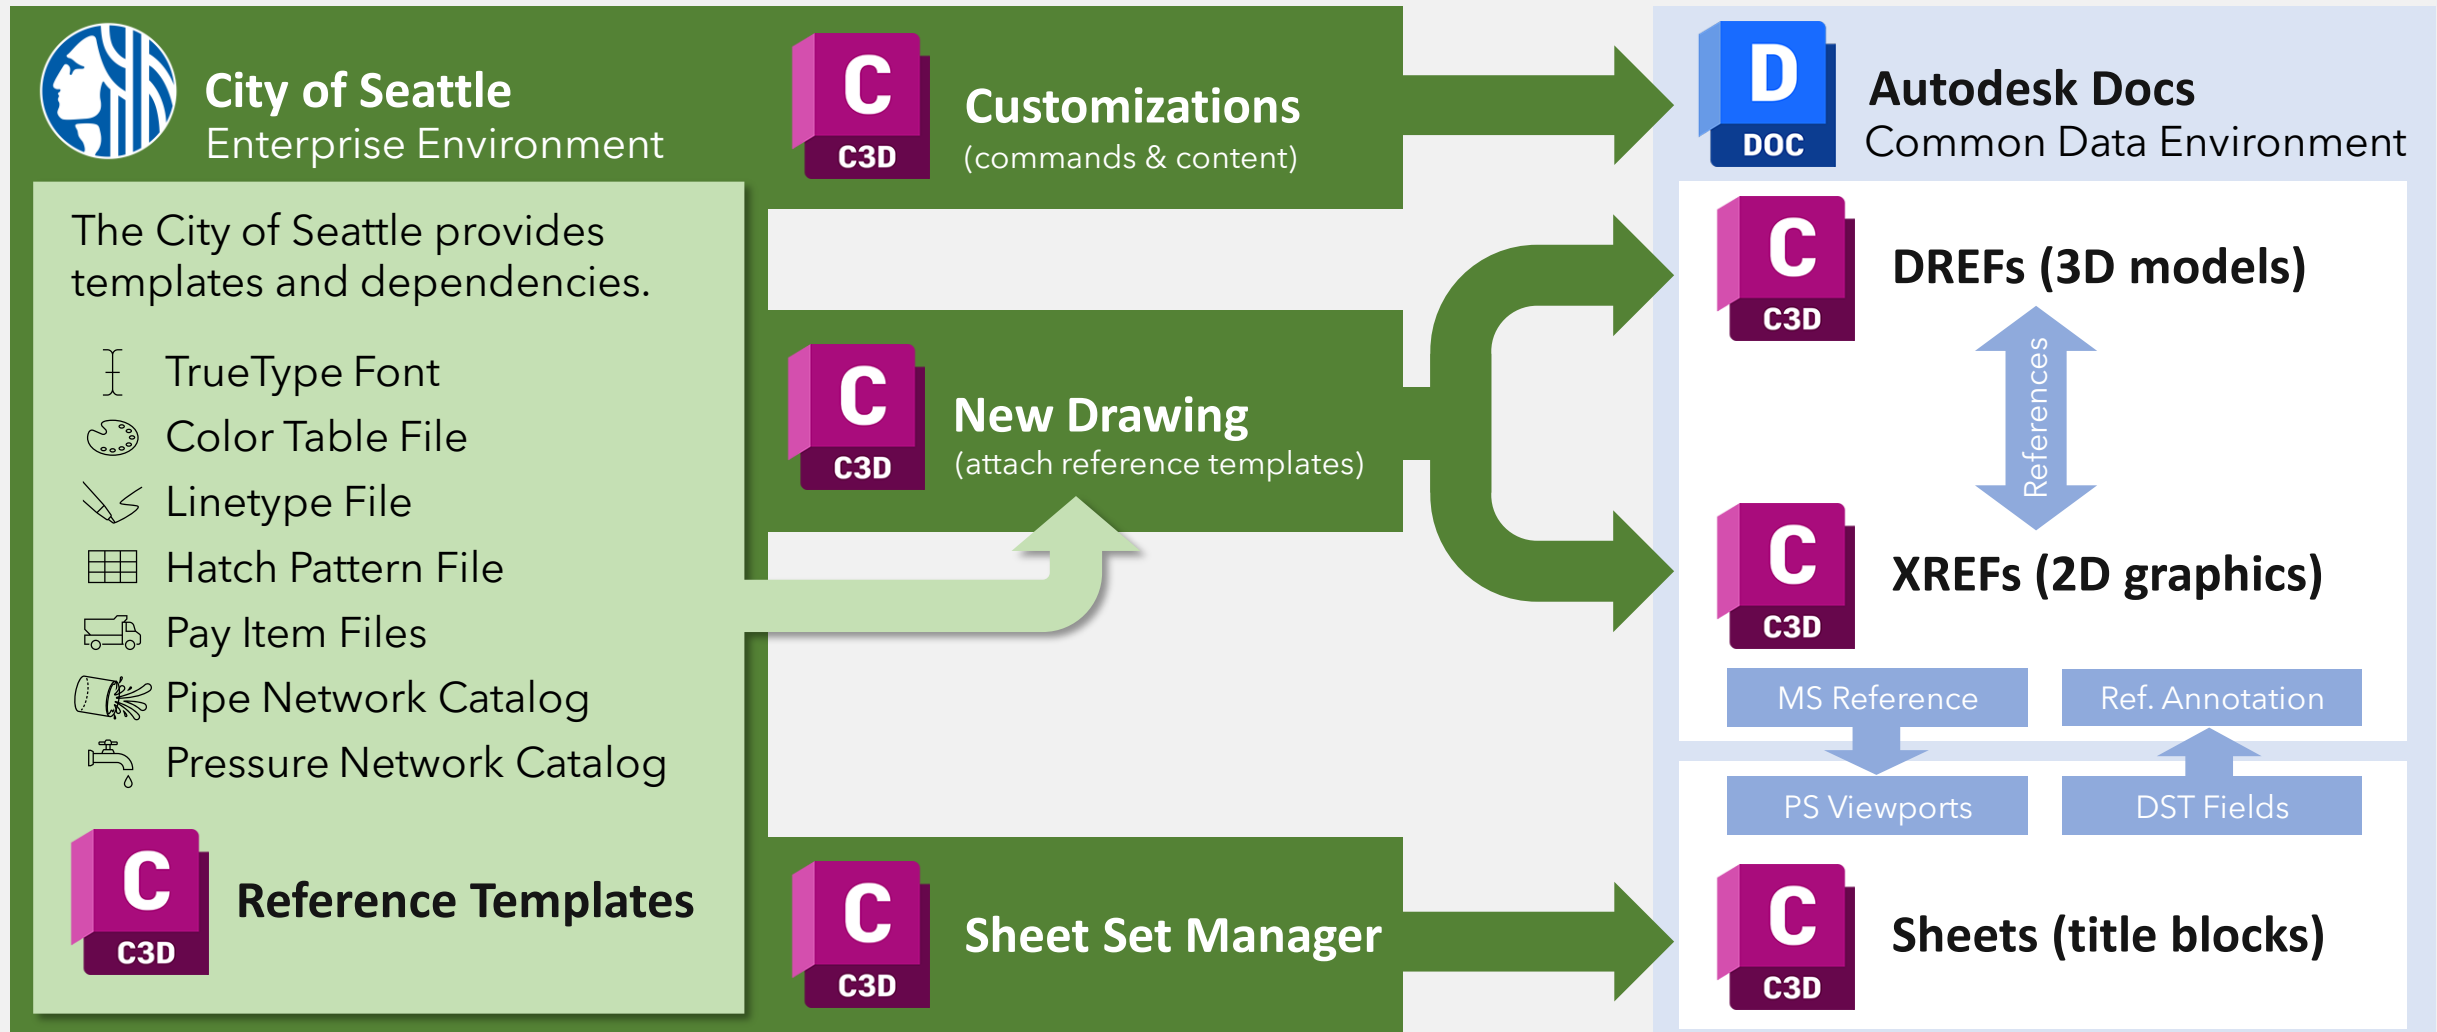 City of Seattle
Enterprise Environment
The City of Seattle provides
templates and dependencies.
TrueType Font
Color Table File
Linetype File
Hatch Pattern File
Pay Item Files
Pipe Network Catalog
Pressure Network Catalog
C
C3D
Reference Templates
C
C3D
Customizations
(commands & content)
C
C3D
New Drawing
(attach reference templates)
C
C3D
Sheet Set Manager
D
DOC
Autodesk Docs
Common Data Environment
C
C3D
DREFs (3D models)
References
C
C3D
XREFs (2D graphics)
MS Reference
Ref. Annotation
PS Viewports
DST Fields
C
C3D
Sheets (title blocks)